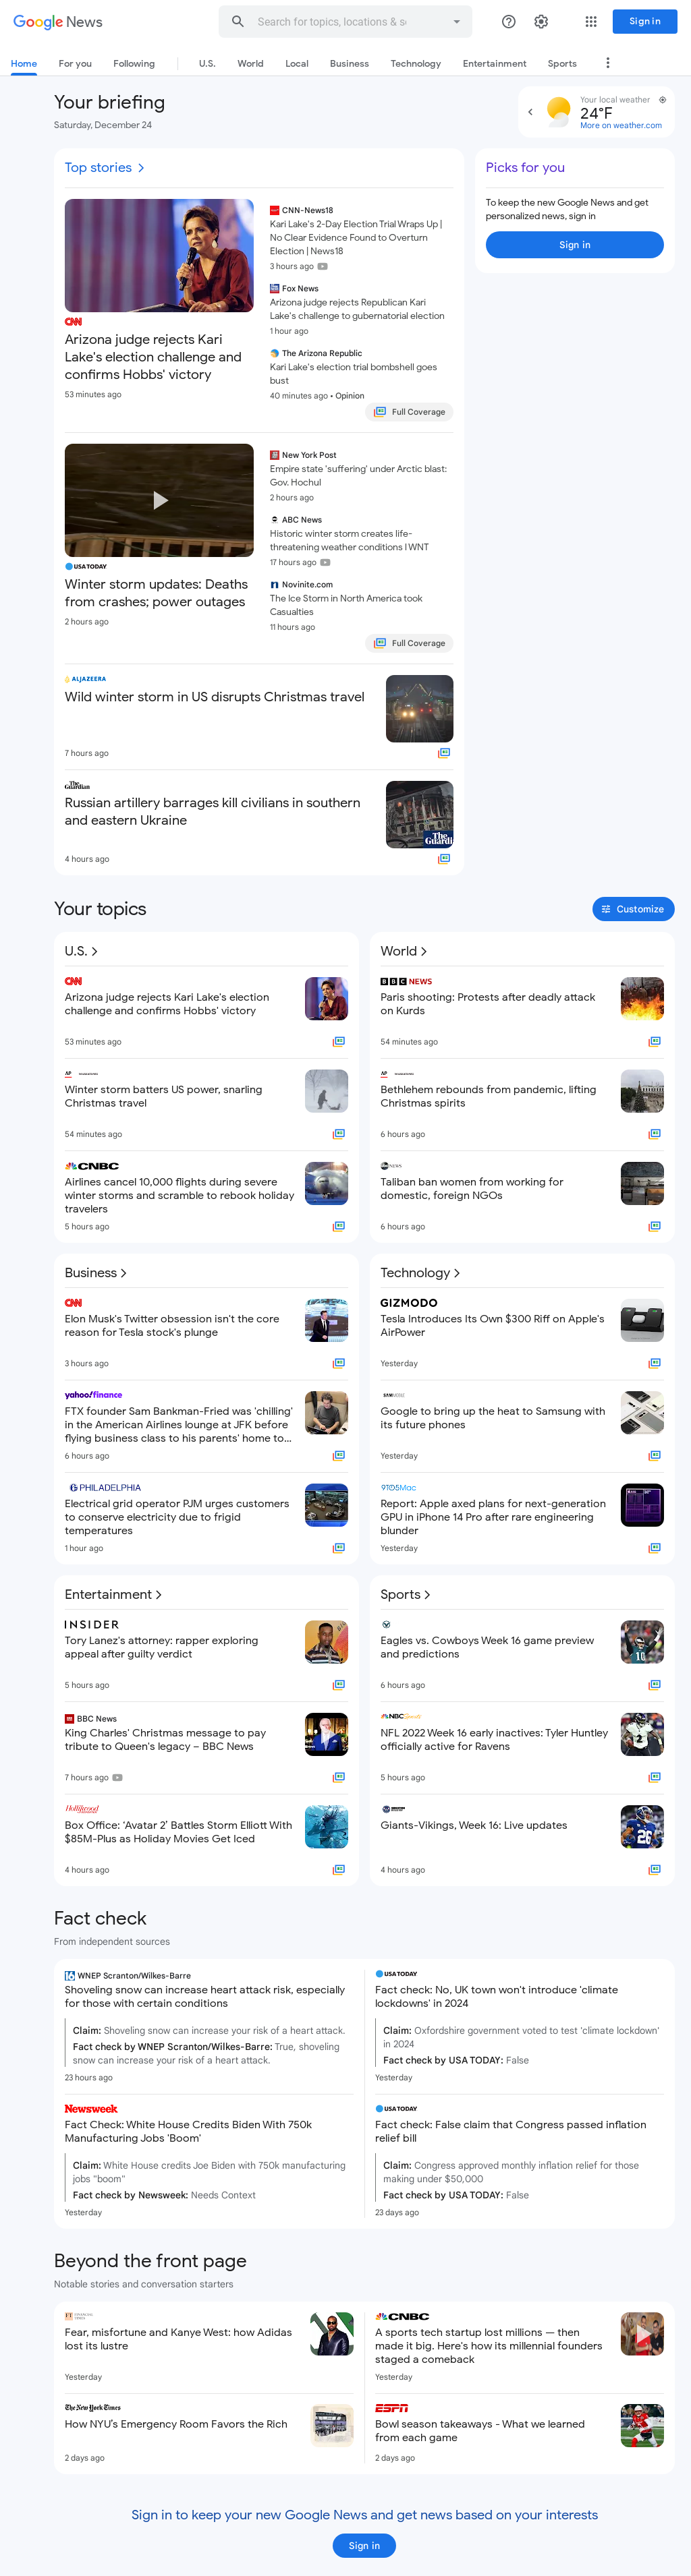 Google News
Search for topics, locations & so
Sign in
Home
For you
Following
U.S.
World
Local
Business
Technology
Entertainment
Sports
Your briefing
Saturday, December 24
Your local weather
24°F
More on weather.com
Top stories
CNN
Arizona judge rejects Kari
Lake's election challenge and
confirms Hobbs' victory
53 minutes ago
CNN-News18
Kari Lake's 2-Day Election Trial Wraps Up |
No Clear Evidence Found to Overturn
Election | News18
3 hours ago
Fox News
Arizona judge rejects Republican Kari
Lake's challenge to gubernatorial election
1 hour ago
The Arizona Republic
Kari Lake's election trial bombshell goes
bust
40 minutes ago • Opinion
Full Coverage
USA TODAY
Winter storm updates: Deaths
from crashes; power outages
2 hours ago
New York Post
Empire state 'suffering' under Arctic blast:
Gov. Hochul
2 hours ago
ABC News
Historic winter storm creates life-
threatening weather conditions l WNT
17 hours ago
Novinite.com
The Ice Storm in North America took
Casualties
11 hours ago
Full Coverage
ALJAZEERA
Wild winter storm in US disrupts Christmas travel
7 hours ago
The Guardian
Russian artillery barrages kill civilians in southern
and eastern Ukraine
4 hours ago
The
Guardi
Picks for you
To keep the new Google News and get
personalized news, sign in
Sign in
Your topics
Customize
U.S.
CNN
Arizona judge rejects Kari Lake's election
challenge and confirms Hobbs' victory
53 minutes ago
AP
Winter storm batters US power, snarling
Christmas travel
54 minutes ago
CNBC
Airlines cancel 10,000 flights during severe
winter storms and scramble to rebook holiday
travelers
5 hours ago
World
BBC NEWS
Paris shooting: Protests after deadly attack
on Kurds
54 minutes ago
AP
Bethlehem rebounds from pandemic, lifting
Christmas spirits
6 hours ago
abc NEWS
Taliban ban women from working for
domestic, foreign NGOs
6 hours ago
Business
CNN
Elon Musk's Twitter obsession isn't the core
reason for Tesla stock's plunge
3 hours ago
yahoo!finance
FTX founder Sam Bankman-Fried was 'chilling'
in the American Airlines lounge at JFK before
flying business class to his parents' home to...
6 hours ago
PHILADELPHIA
Electrical grid operator PJM urges customers
to conserve electricity due to frigid
temperatures
1 hour ago
Technology
GIZMODO
Tesla Introduces Its Own $300 Riff on Apple's
AirPower
Yesterday
SAMMOBILE
Google to bring up the heat to Samsung with
its future phones
Yesterday
9TO5Mac
Report: Apple axed plans for next-generation
GPU in iPhone 14 Pro after rare engineering
blunder
Yesterday
Entertainment
INSIDER
Tory Lanez's attorney: rapper exploring
appeal after guilty verdict
5 hours ago
BBC News
King Charles' Christmas message to pay
tribute to Queen's legacy – BBC News
7 hours ago
Hollywood
Box Office: 'Avatar 2' Battles Storm Elliott With
$85M-Plus as Holiday Movies Get Iced
4 hours ago
Sports
Eagles vs. Cowboys Week 16 game preview
and predictions
6 hours ago
NBC Sports
NFL 2022 Week 16 early inactives: Tyler Huntley
officially active for Ravens
5 hours ago
Giants-Vikings, Week 16: Live updates
4 hours ago
Fact check
From independent sources
WNEP Scranton/Wilkes-Barre
Shoveling snow can increase heart attack risk, especially
for those with certain conditions
Claim: Shoveling snow can increase your risk of a heart attack.
Fact check by WNEP Scranton/Wilkes-Barre: True, shoveling
snow can increase your risk of a heart attack.
23 hours ago
Newsweek
Fact Check: White House Credits Biden With 750k
Manufacturing Jobs 'Boom'
Claim: White House credits Joe Biden with 750k manufacturing
jobs "boom"
Fact check by Newsweek: Needs Context
Yesterday
USA TODAY
Fact check: No, UK town won't introduce 'climate
lockdowns' in 2024
Claim: Oxfordshire government voted to test 'climate lockdown'
in 2024
Fact check by USA TODAY: False
Yesterday
USA TODAY
Fact check: False claim that Congress passed inflation
relief bill
Claim: Congress approved monthly inflation relief for those
making under $50,000
Fact check by USA TODAY: False
23 days ago
Beyond the front page
Notable stories and conversation starters
FT FINANCIAL TIMES
Fear, misfortune and Kanye West: how Adidas
lost its lustre
Yesterday
The New York Times
How NYU's Emergency Room Favors the Rich
2 days ago
CNBC
A sports tech startup lost millions — then
made it big. Here's how its millennial founders
staged a comeback
Yesterday
ESPN
Bowl season takeaways - What we learned
from each game
2 days ago
Sign in to keep your new Google News and get news based on your interests
Sign in